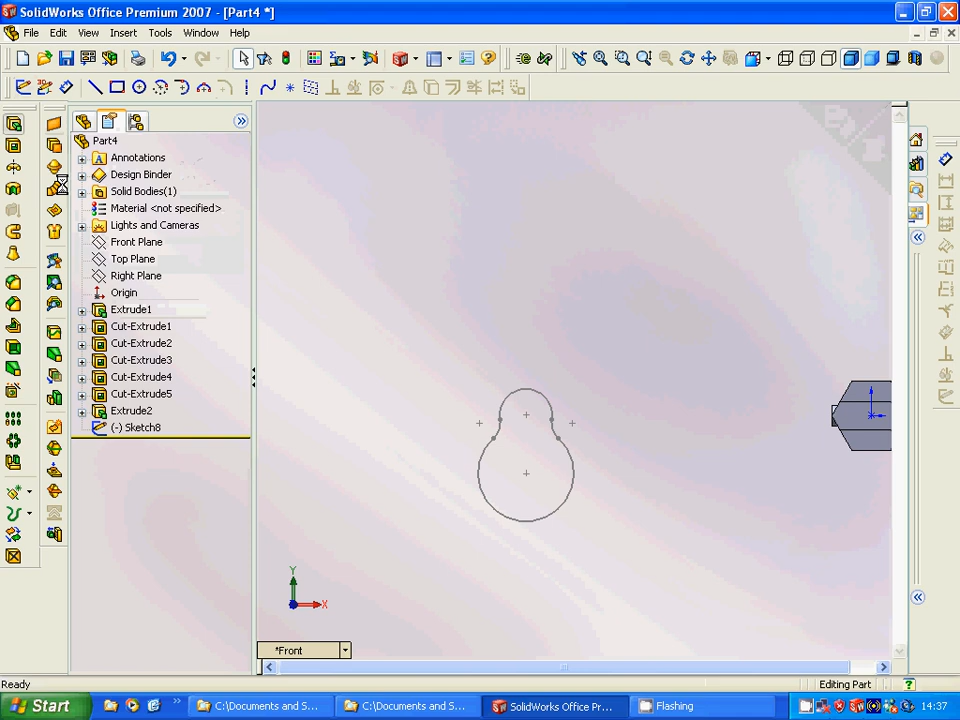 SolidWorks Office Premium 2007 - [Part4 *]
File Edit View Insert Tools Window Help
Part4
Annotations
Design Binder
Solid Bodies(1)
Material <not specified>
Lights and Cameras
Front Plane
Top Plane
Right Plane
Origin
Extrude1
Cut-Extrude1
Cut-Extrude2
Cut-Extrude3
Cut-Extrude4
Cut-Extrude5
Extrude2
(-) Sketch8
Y
X
*Front
Ready
Editing Part
Start
C:\Documents and S...
C:\Documents and S...
SolidWorks Office Pr...
Flashing
14:37